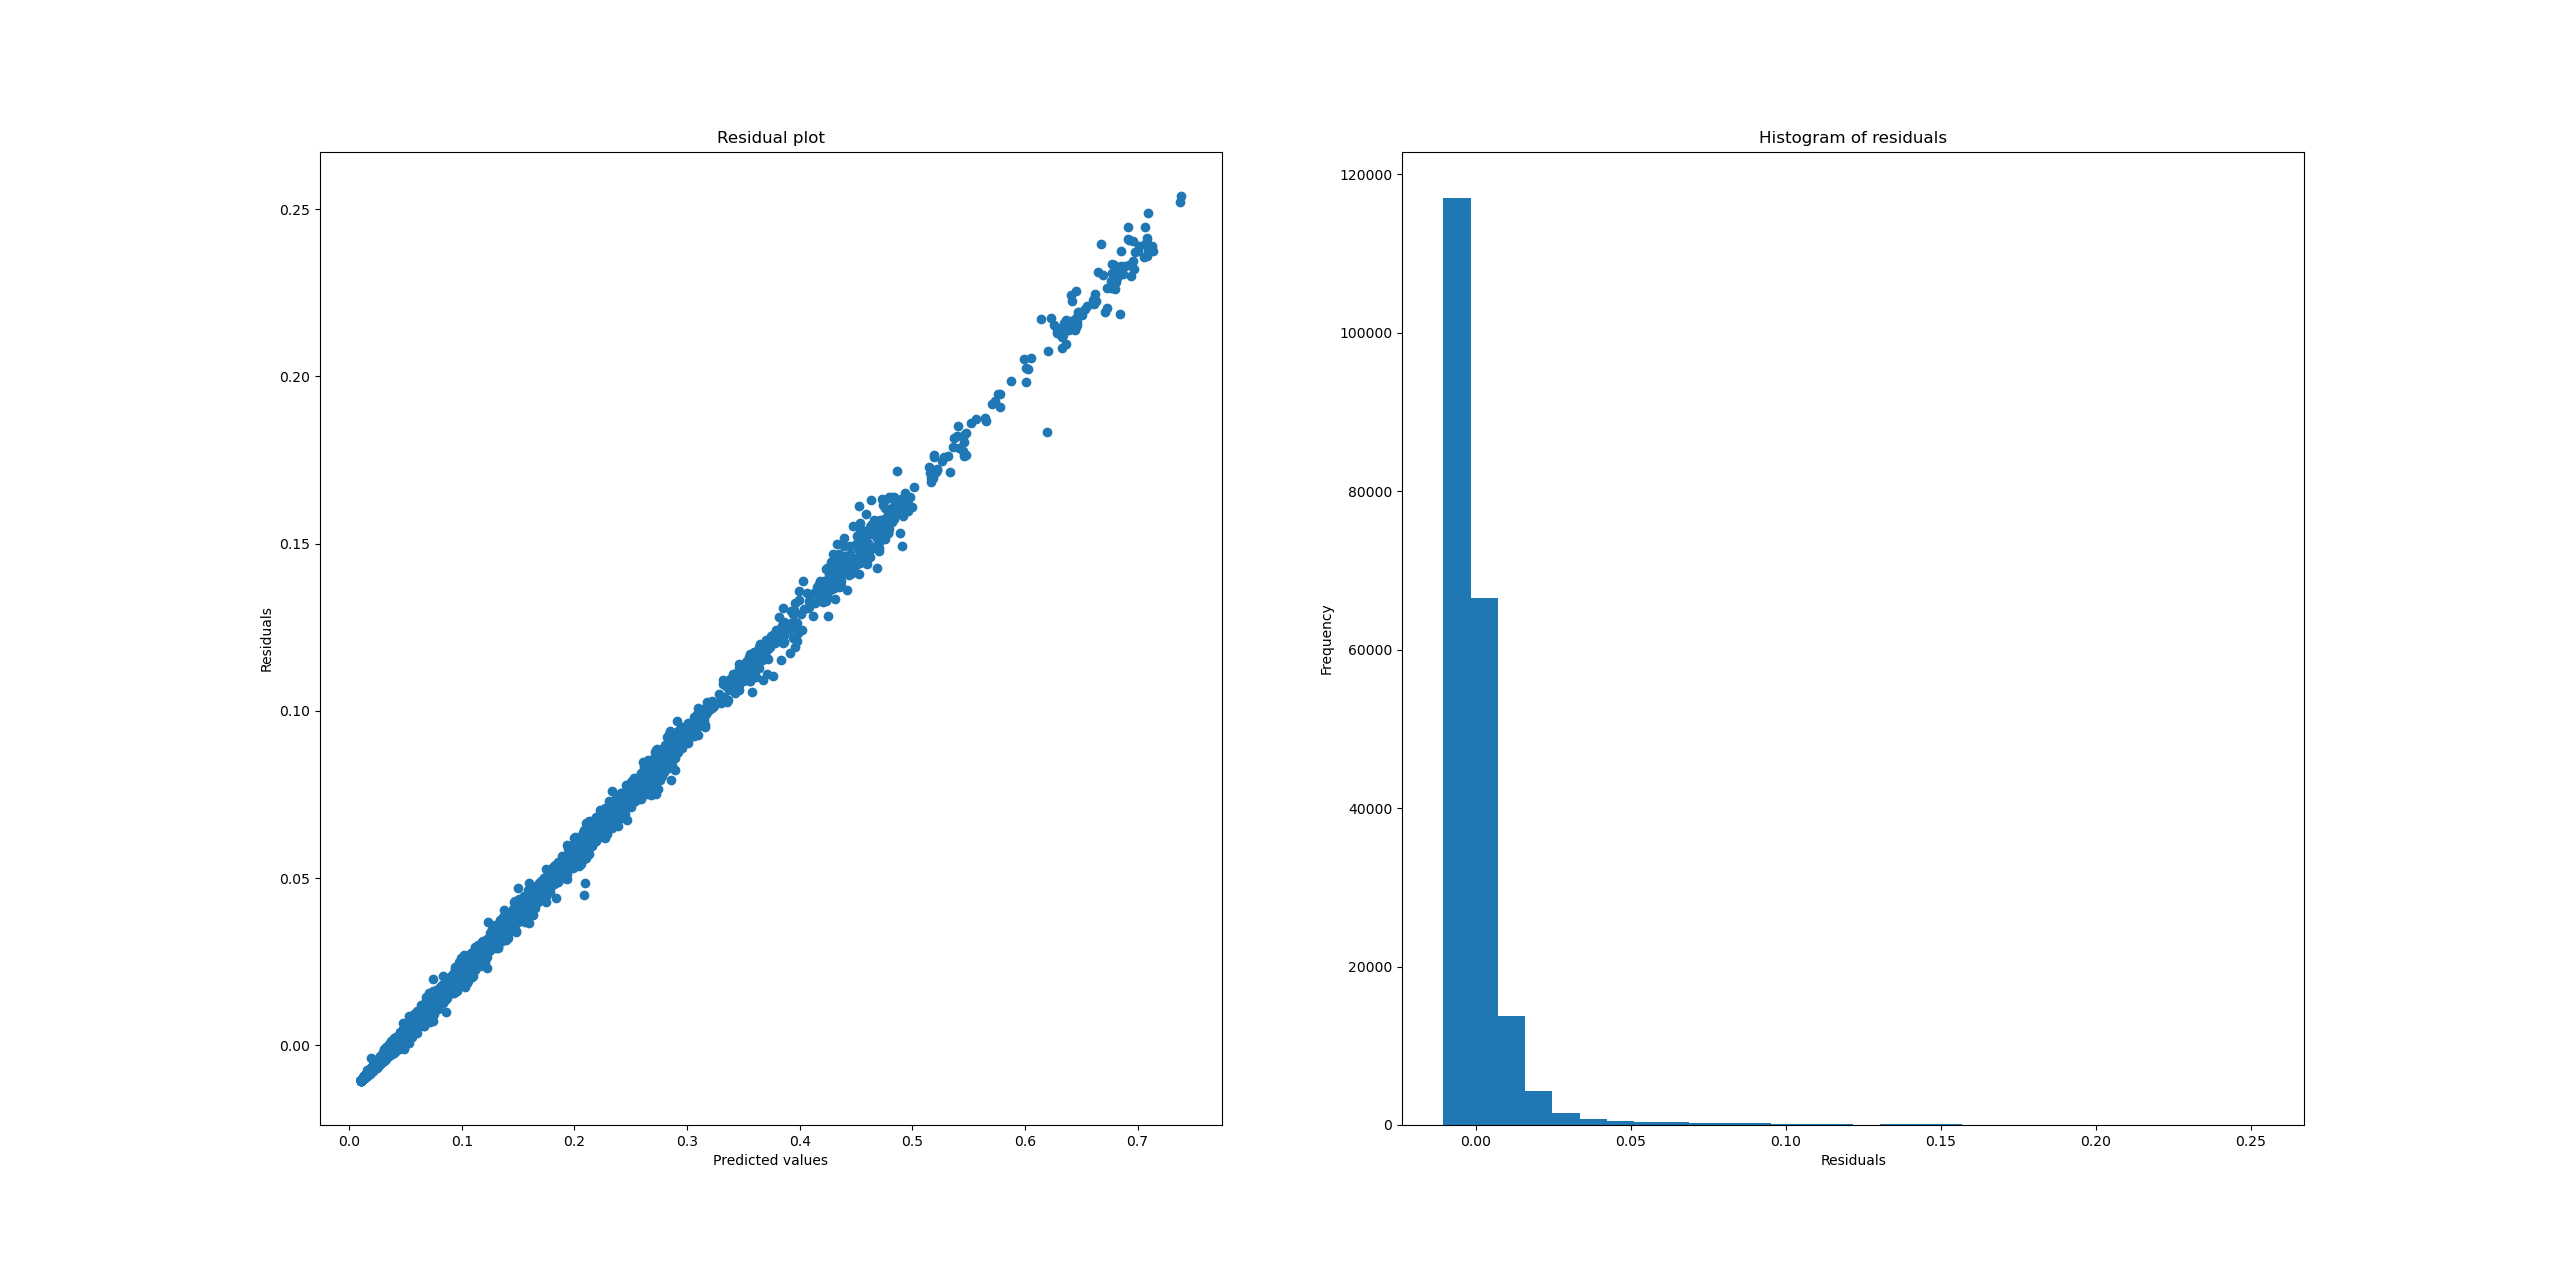 Residual plot
0.25
0.20
0.15
0.10
0.05
0.00
Residuals
0.0 0.1 0.2 0.3 0.4 0.5 0.6 0.7
Predicted values
Histogram of residuals
120000
100000
80000
60000
40000
20000
0
Frequency
0.00 0.05 0.10 0.15 0.20 0.25
Residuals